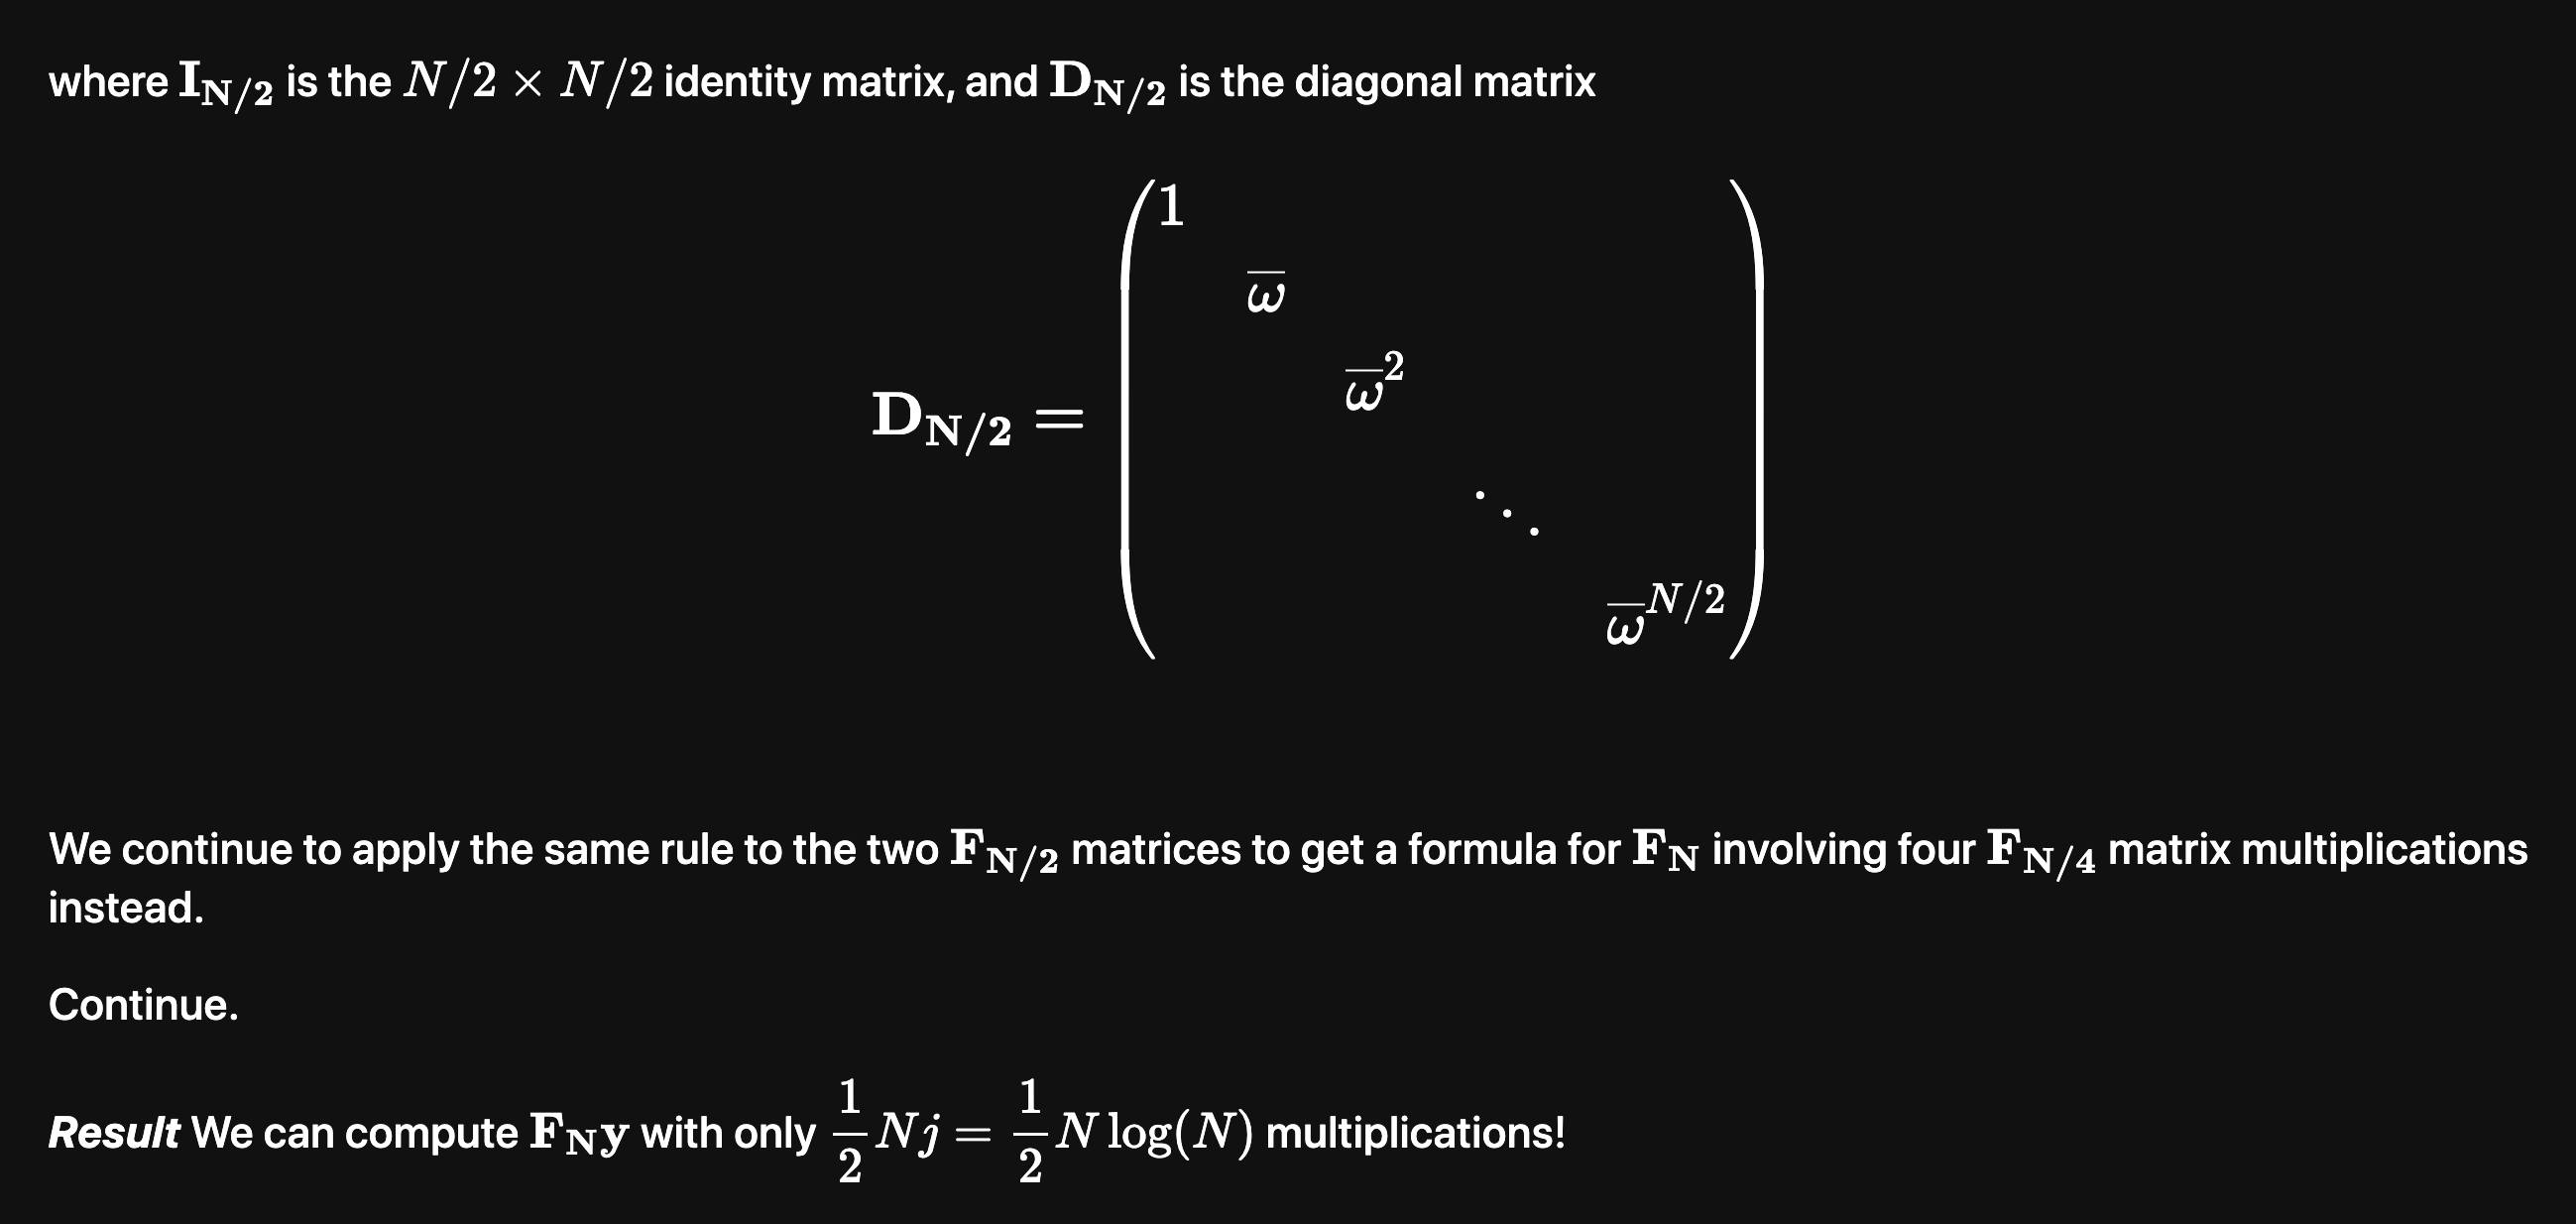 where $\mathbf{I_{N/2}}$ is the $N/2 \times N/2$ identity matrix, and $\mathbf{D_{N/2}}$ is the diagonal matrix
$$\mathbf{D_{N/2}} = \begin{pmatrix} 1 & & & & \\ & \overline{\omega} & & & \\ & & \overline{\omega}^2 & & \\ & & & \ddots & \\ & & & & \overline{\omega}^{N/2} \end{pmatrix}$$
We continue to apply the same rule to the two $\mathbf{F_{N/2}}$ matrices to get a formula for $\mathbf{F_N}$ involving four $\mathbf{F_{N/4}}$ matrix multiplications
instead.
Continue.
Result We can compute $\mathbf{F_N y}$ with only $\frac{1}{2}Nj = \frac{1}{2}N\log(N)$ multiplications!